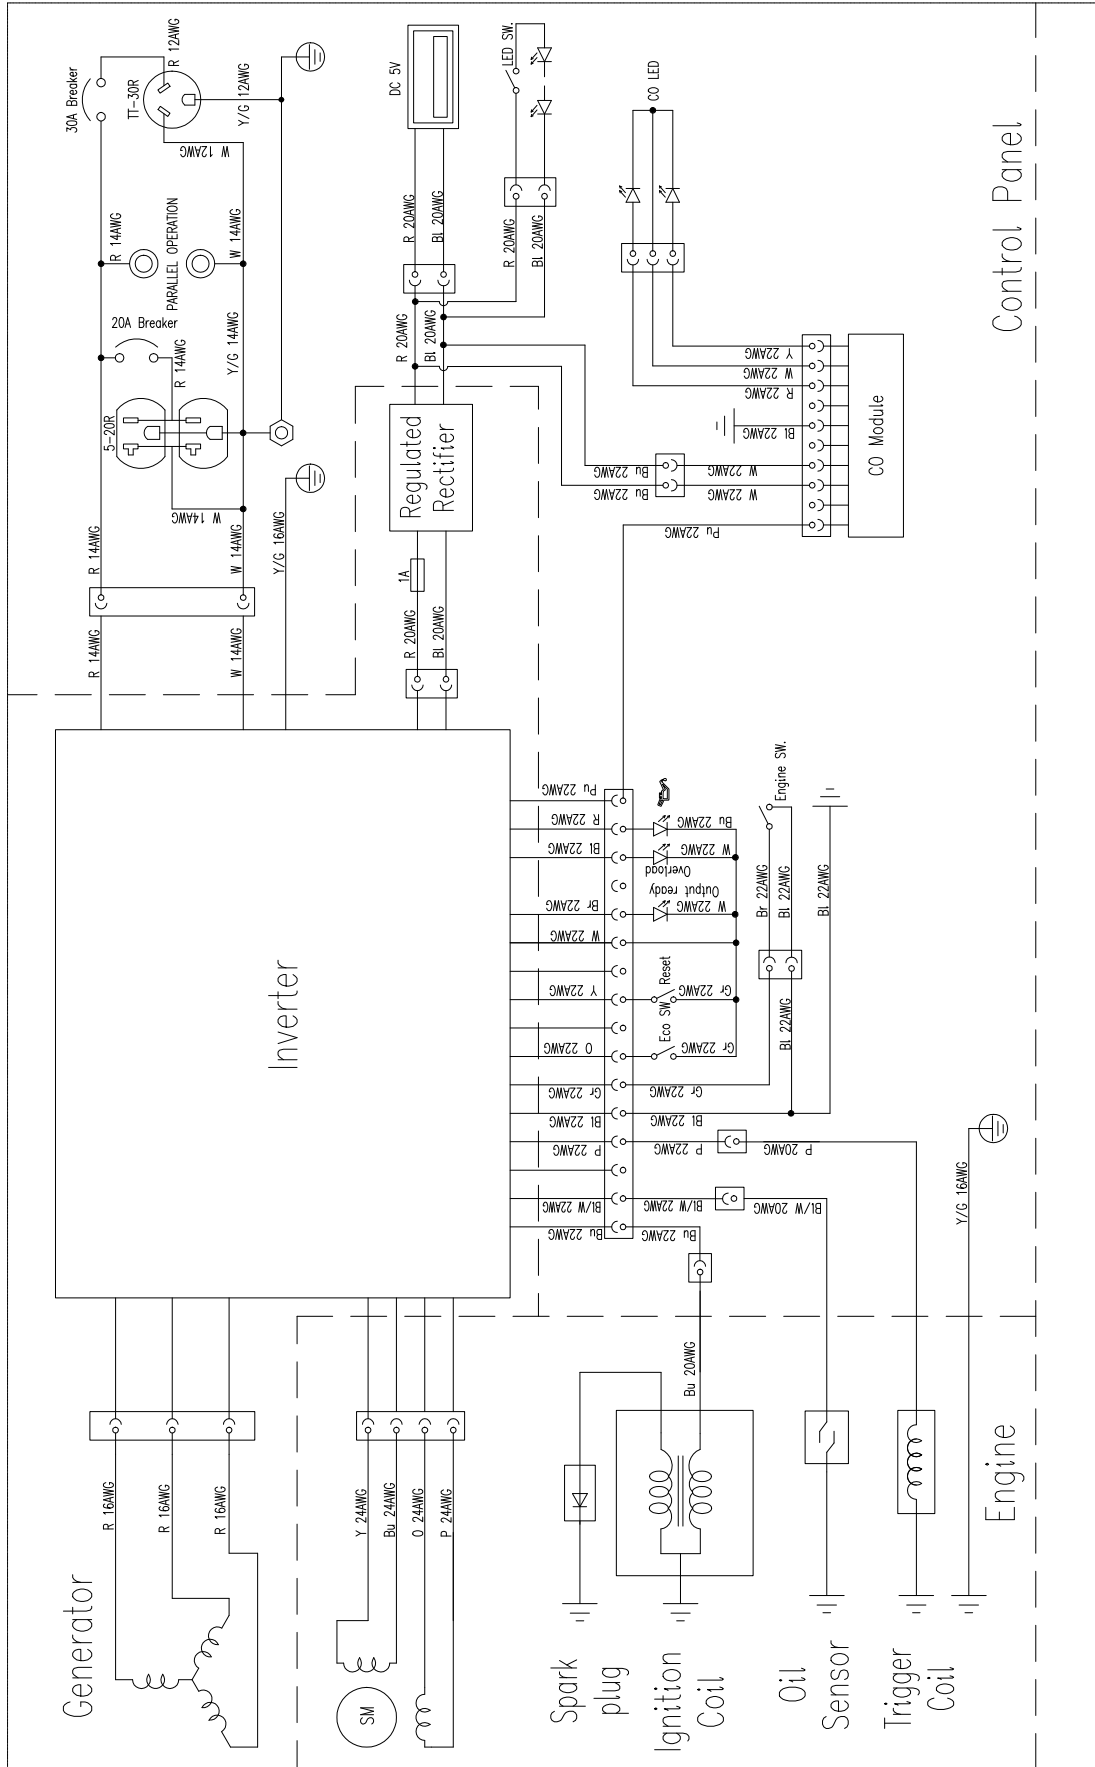 30A Breaker
R 12AWG
TT-30R
Y/G 12AWG
W 12AWG
R 14AWG
PARALLEL OPERATION
W 14AWG
20A Breaker
R 14AWG
Y/G 14AWG
5-20R
W 14AWG
R 14AWG
W 14AWG
Y/G 16AWG
R 14AWG
W 14AWG
DC 5V
LED SW.
R 20AWG
Bl 20AWG
R 20AWG
Bl 20AWG
R 20AWG
Bl 20AWG
Regulated
Rectifier
1A
R 20AWG
Bl 20AWG
CO LED
Y 22AWG
W 22AWG
R 22AWG
Bl 22AWG
Bu 22AWG
W 22AWG
Bu 22AWG
W 22AWG
Pu 22AWG
CO Module
Control Panel
Inverter
Pu 22AWG
R 22AWG
Bu 22AWG
Bl 22AWG
W 22AWG
Overload
Output ready
Br 22AWG
W 22AWG
W 22AWG
Reset
Y 22AWG
Gr 22AWG
Eco SW
O 22AWG
Gr 22AWG
Gr 22AWG
Gr 22AWG
Bl 22AWG
Bl 22AWG
P 22AWG
P 22AWG
P 20AWG
Bl/W 22AWG
Bl/W 22AWG
Bl/W 20AWG
Bu 22AWG
Bu 22AWG
Engine SW.
Br 22AWG
Bl 22AWG
Bl 22AWG
Bl 22AWG
Y/G 16AWG
Bu 20AWG
Engine
Generator
R 16AWG
R 16AWG
R 16AWG
Y 24AWG
Bu 24AWG
O 24AWG
P 24AWG
SM
Spark
plug
Ignition
Coil
Oil
Sensor
Trigger
Coil